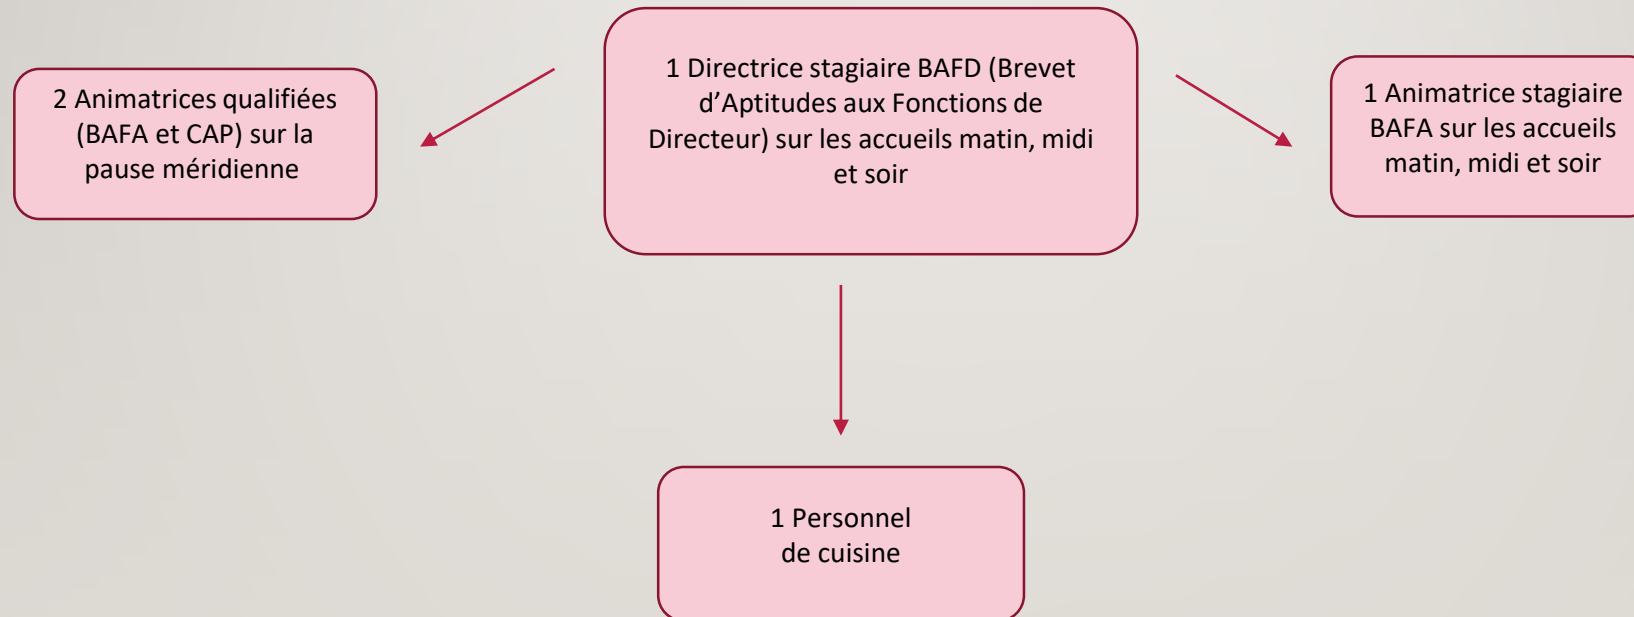 2 Animatrices qualifiées
(BAFA et CAP) sur la
pause méridienne
1 Directrice stagiaire BAFD (Brevet
d’Aptitudes aux Fonctions de
Directeur) sur les accueils matin, midi
et soir
1 Animatrice stagiaire
BAFA sur les accueils
matin, midi et soir
1 Personnel
de cuisine